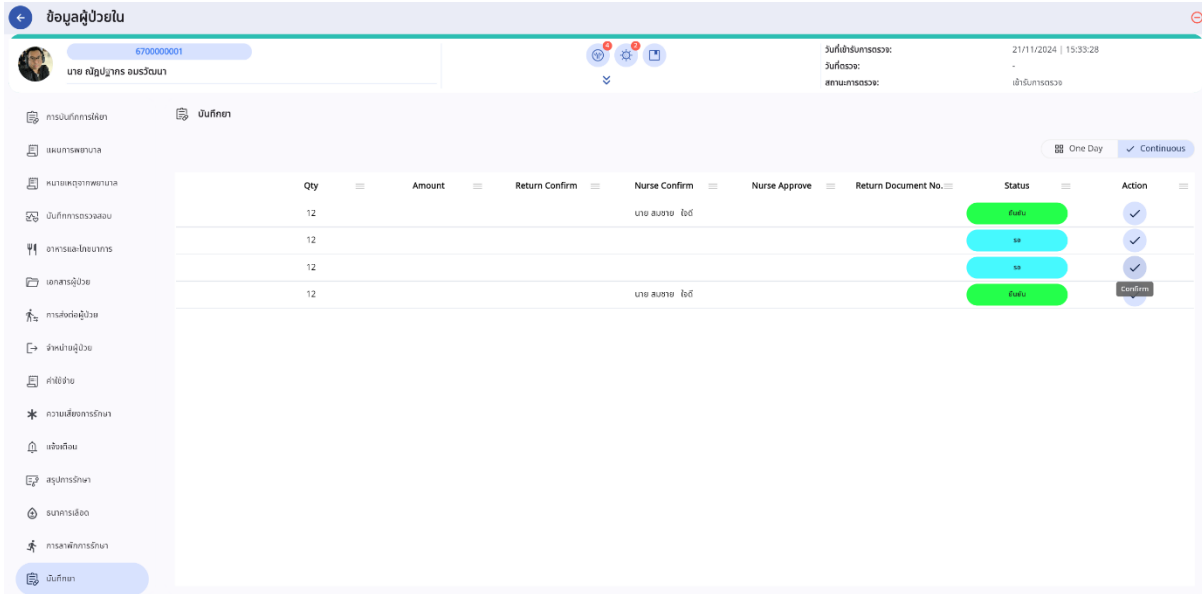 ข้อมูลผู้ป่วยใน
6700000001
นาย ณัฏปฐากร อมรวัฒนา
4
2
วันที่เข้ารับการตรวจ: 21/11/2024 | 15:33:28
วันที่ตรวจ: -
สถานะการตรวจ: เข้ารับการตรวจ
การบันทึกการให้ยา
แผนการพยาบาล
หมายเหตุจากพยาบาล
บันทึกการตรวจสอบ
อาหารและโภชนาการ
เอกสารผู้ป่วย
การส่งต่อผู้ป่วย
จำหน่ายผู้ป่วย
ค่าใช้จ่าย
ความเสี่ยงการรักษา
แจ้งเตือน
สรุปการรักษา
ธนาคารเลือด
การลาพักการรักษา
บันทึกยา
บันทึกยา
One Day Continuous
Qty Amount Return Confirm Nurse Confirm Nurse Approve Return Document No. Status Action
12 นาย สมชาย ใจดี ยืนยัน
12 รอ
12 รอ
Confirm
12 นาย สมชาย ใจดี ยืนยัน